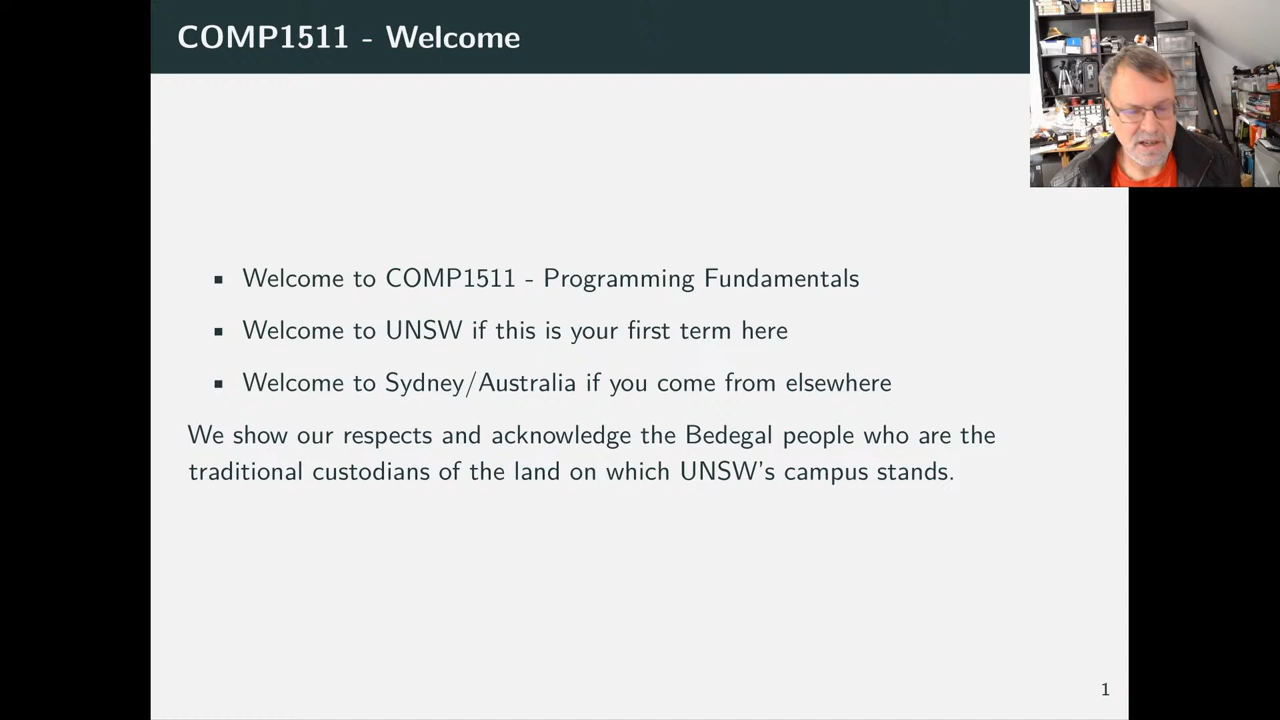 COMP1511 - Welcome
▪ Welcome to COMP1511 - Programming Fundamentals
▪ Welcome to UNSW if this is your first term here
▪ Welcome to Sydney/Australia if you come from elsewhere
We show our respects and acknowledge the Bedegal people who are the
traditional custodians of the land on which UNSW's campus stands.
1